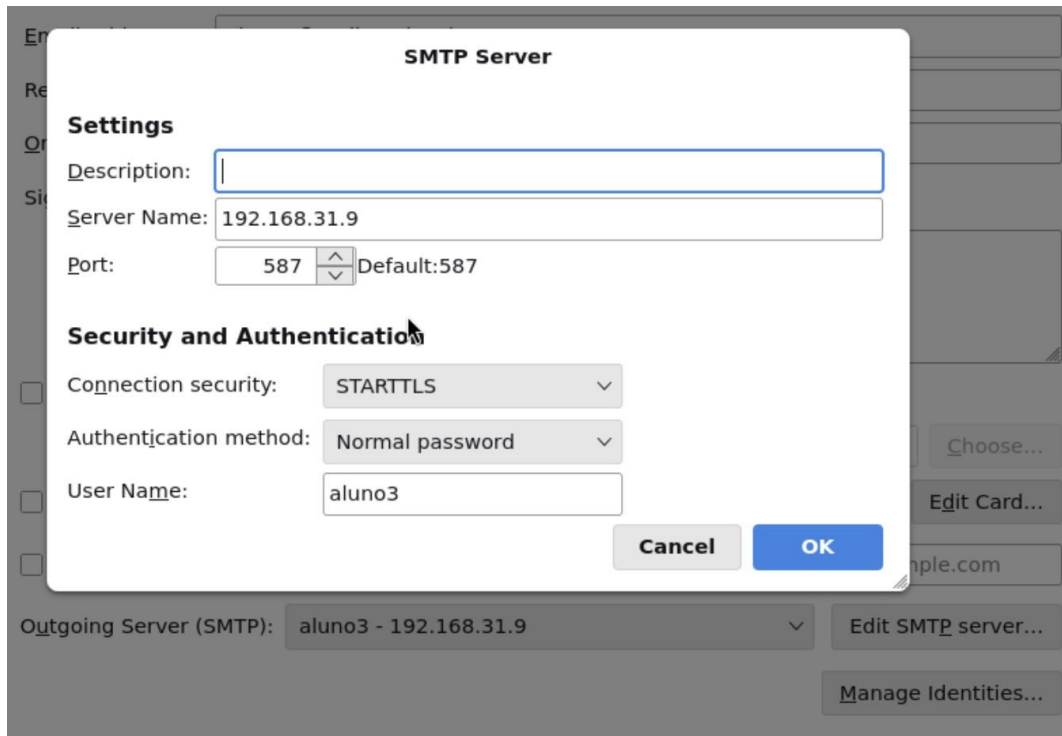 SMTP Server
Settings
Description:
Server Name: 192.168.31.9
Port: 587 Default:587
Security and Authentication
Connection security: STARTTLS
Authentication method: Normal password
User Name: aluno3
Cancel OK
Choose...
Edit Card...
Outgoing Server (SMTP): aluno3 - 192.168.31.9 Edit SMTP server...
Manage Identities...